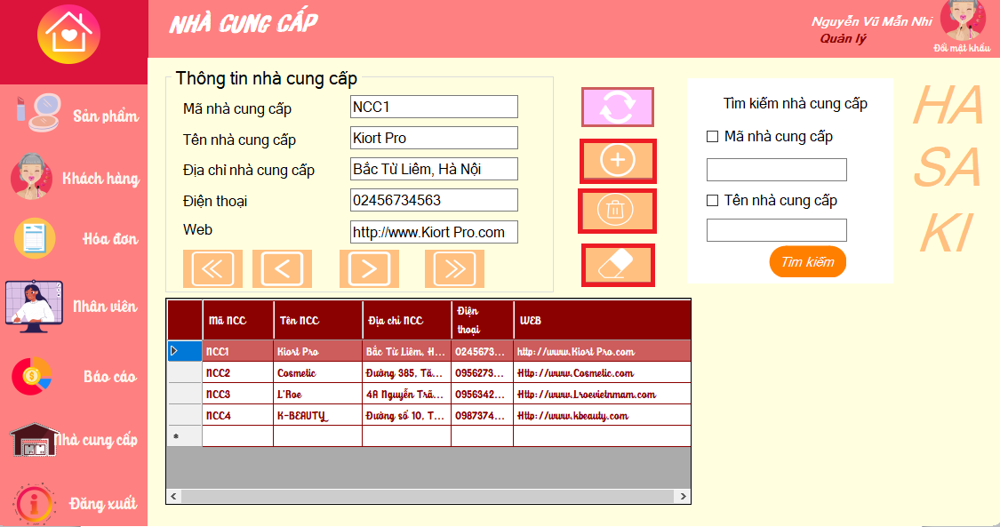 NHÀ CUNG CẤP
Nguyễn Vũ Mẫn Nhi
Quản lý
Đổi mật khẩu
Sản phẩm
Khách hàng
Hóa đơn
Nhân viên
Báo cáo
Nhà cung cấp
Đăng xuất
Thông tin nhà cung cấp
Mã nhà cung cấp NCC1
Tên nhà cung cấp Kiort Pro
Địa chỉ nhà cung cấp Bắc Từ Liêm, Hà Nội
Điện thoại 02456734563
Web http://www.Kiort Pro.com
Tìm kiếm nhà cung cấp
Mã nhà cung cấp
Tên nhà cung cấp
Tìm kiếm
HA
SA
KI
Mã NCC Tên NCC Địa chỉ NCC Điện thoại WEB
NCC1 Kiort Pro Bắc Từ Liêm, H... 0245673... http://www.Kiort Pro.com
NCC2 Cosmetic Đường 385, Tă... 0956273... Http://www.Cosmetic.com
NCC3 L'Roe 4A Nguyễn Trã... 0956342... Http://www.Lroevietnmam.com
NCC4 K-BEAUTY Đường số 10, T... 0987374... Http://www.kbeauty.com